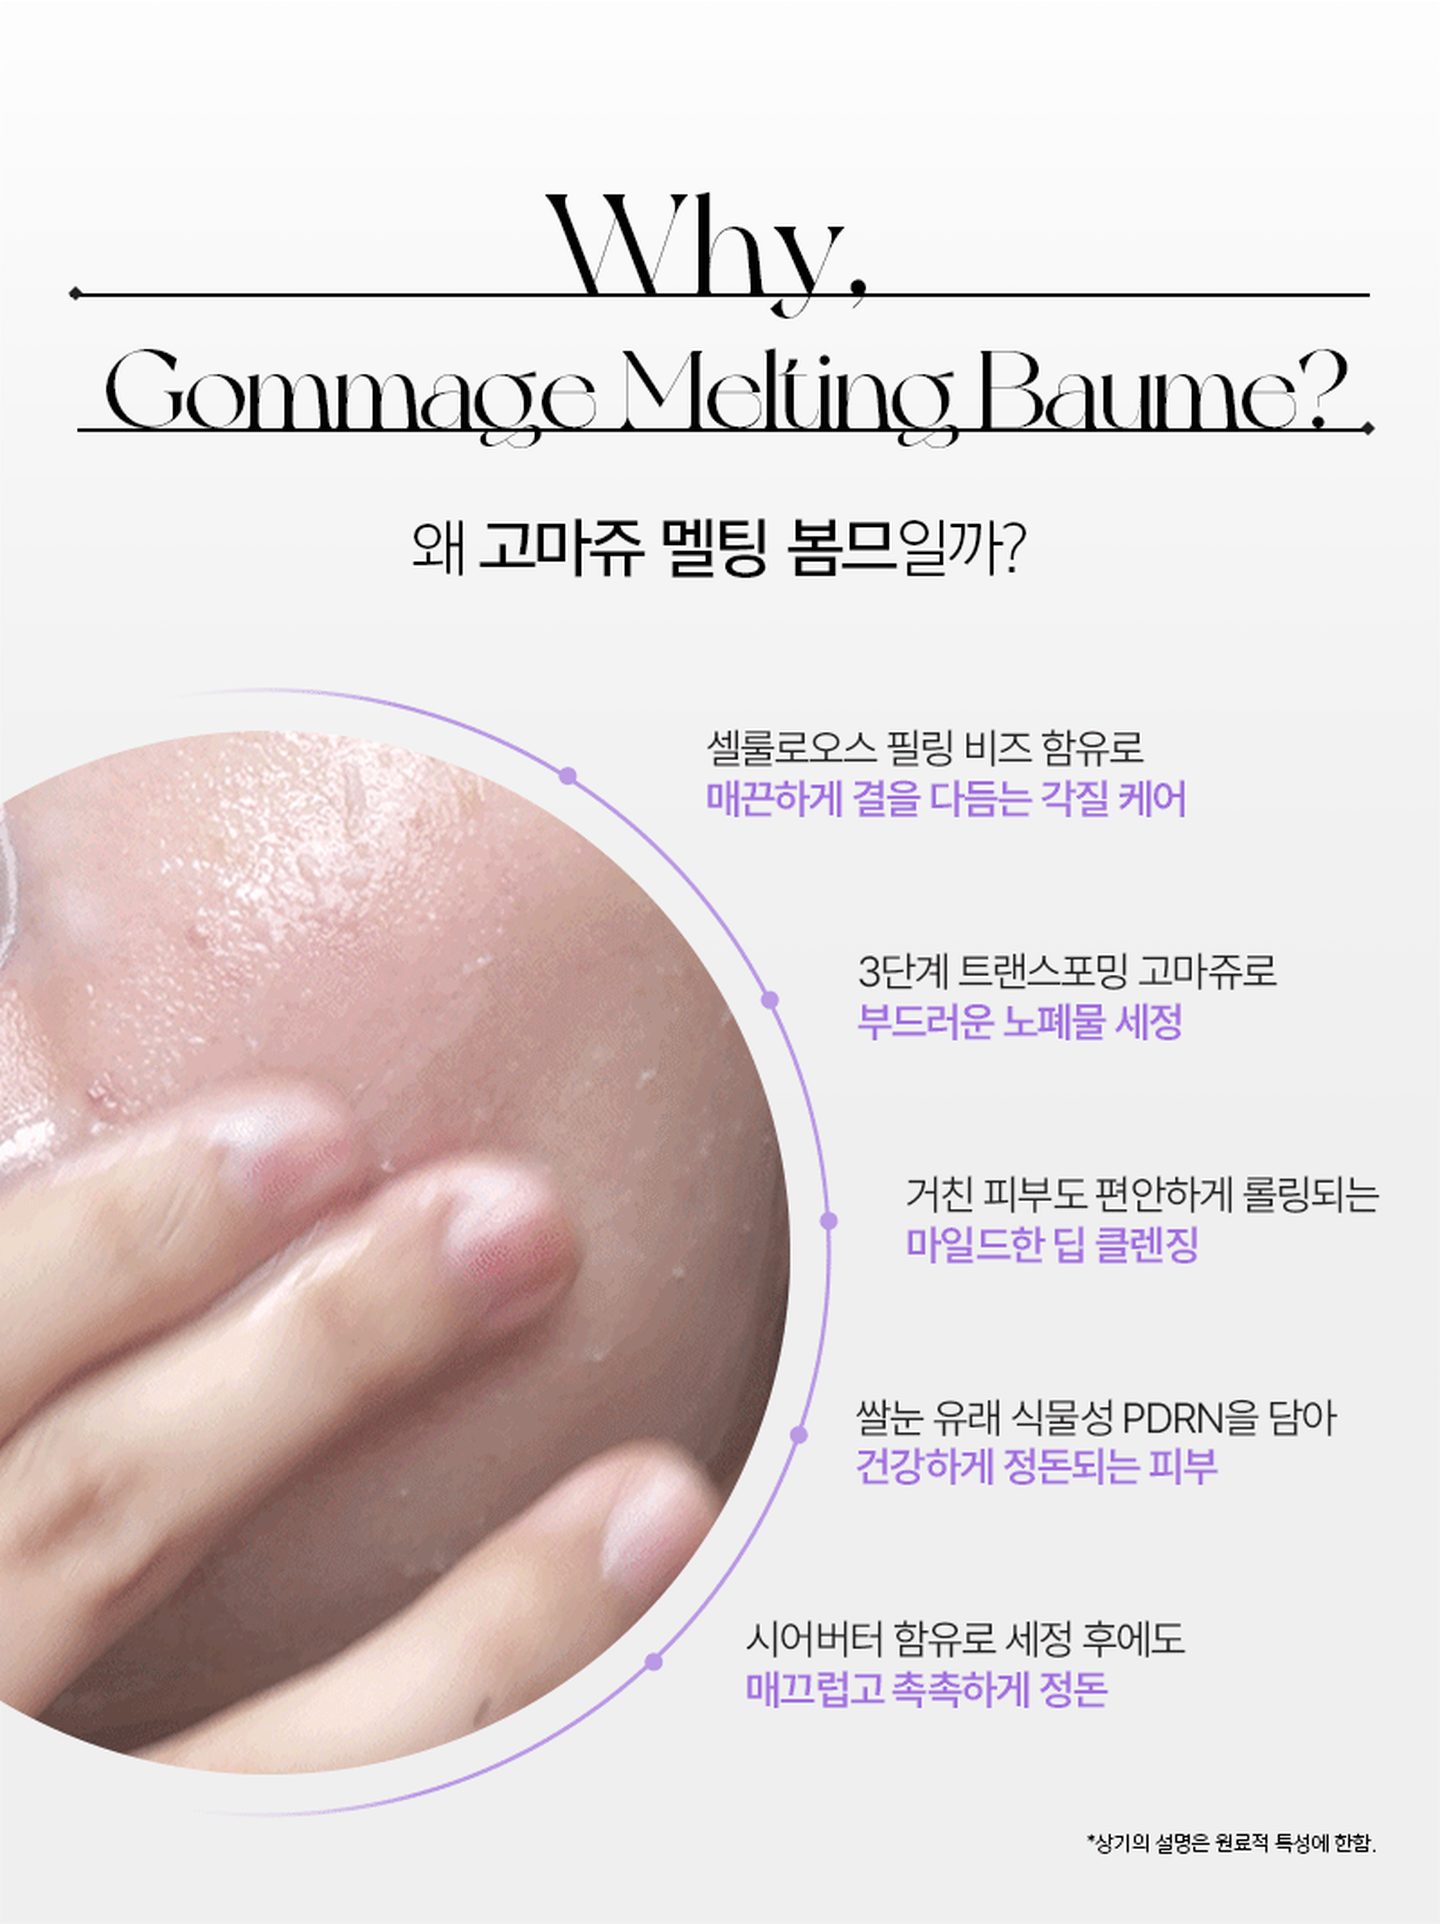 Why,
Gommage Melting Baume?
왜 고마쥬 멜팅 봄므일까?
셀룰로오스 필링 비즈 함유로
매끈하게 결을 다듬는 각질 케어
3단계 트랜스포밍 고마쥬로
부드러운 노폐물 세정
거친 피부도 편안하게 롤링되는
마일드한 딥 클렌징
쌀눈 유래 식물성 PDRN을 담아
건강하게 정돈되는 피부
시어버터 함유로 세정 후에도
매끄럽고 촉촉하게 정돈
*상기의 설명은 원료적 특성에 한함.